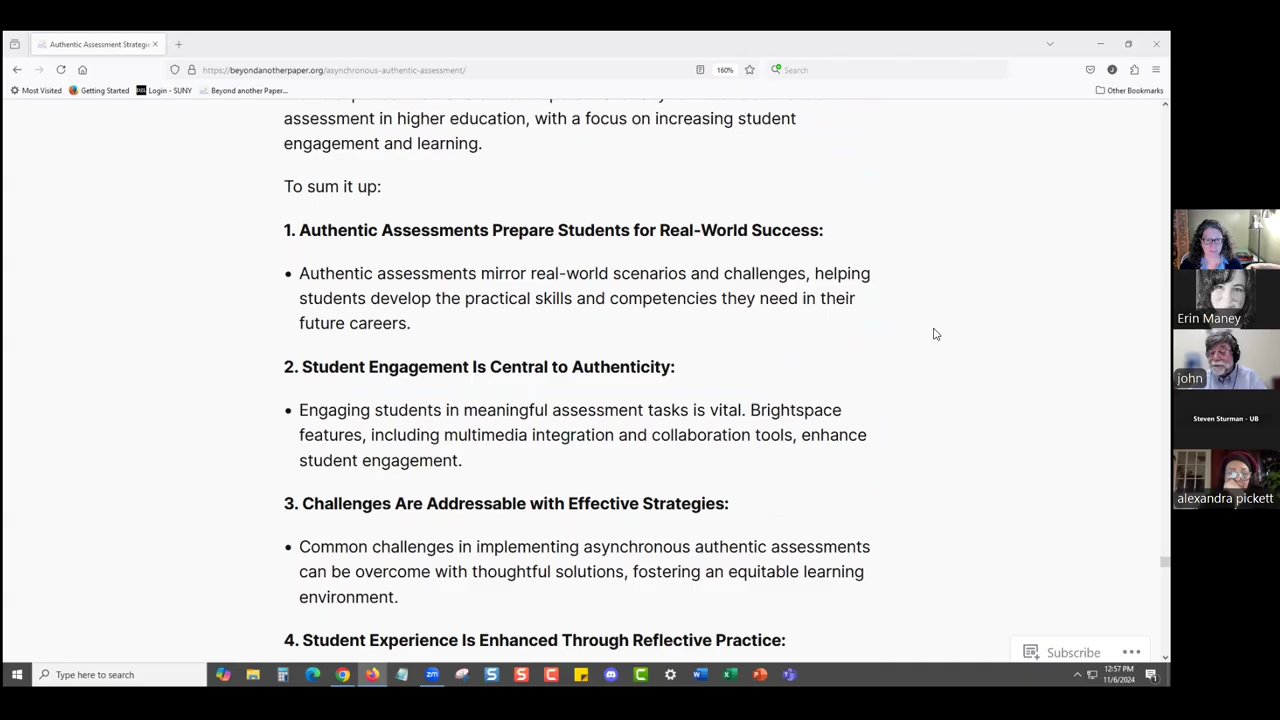 Authentic Assessment Strategi
https://beyondanotherpaper.org/asynchronous-authentic-assessment/
160%
Search
Most Visited
Getting Started
Login - SUNY
Beyond another Paper...
Other Bookmarks
assessment in higher education, with a focus on increasing student
engagement and learning.
To sum it up:
1. Authentic Assessments Prepare Students for Real-World Success:
• Authentic assessments mirror real-world scenarios and challenges, helping
students develop the practical skills and competencies they need in their
future careers.
2. Student Engagement Is Central to Authenticity:
• Engaging students in meaningful assessment tasks is vital. Brightspace
features, including multimedia integration and collaboration tools, enhance
student engagement.
3. Challenges Are Addressable with Effective Strategies:
• Common challenges in implementing asynchronous authentic assessments
can be overcome with thoughtful solutions, fostering an equitable learning
environment.
4. Student Experience Is Enhanced Through Reflective Practice:
Subscribe
Erin Maney
john
Steven Sturman - UB
alexandra pickett
Type here to search
zm
12:57 PM
11/6/2024